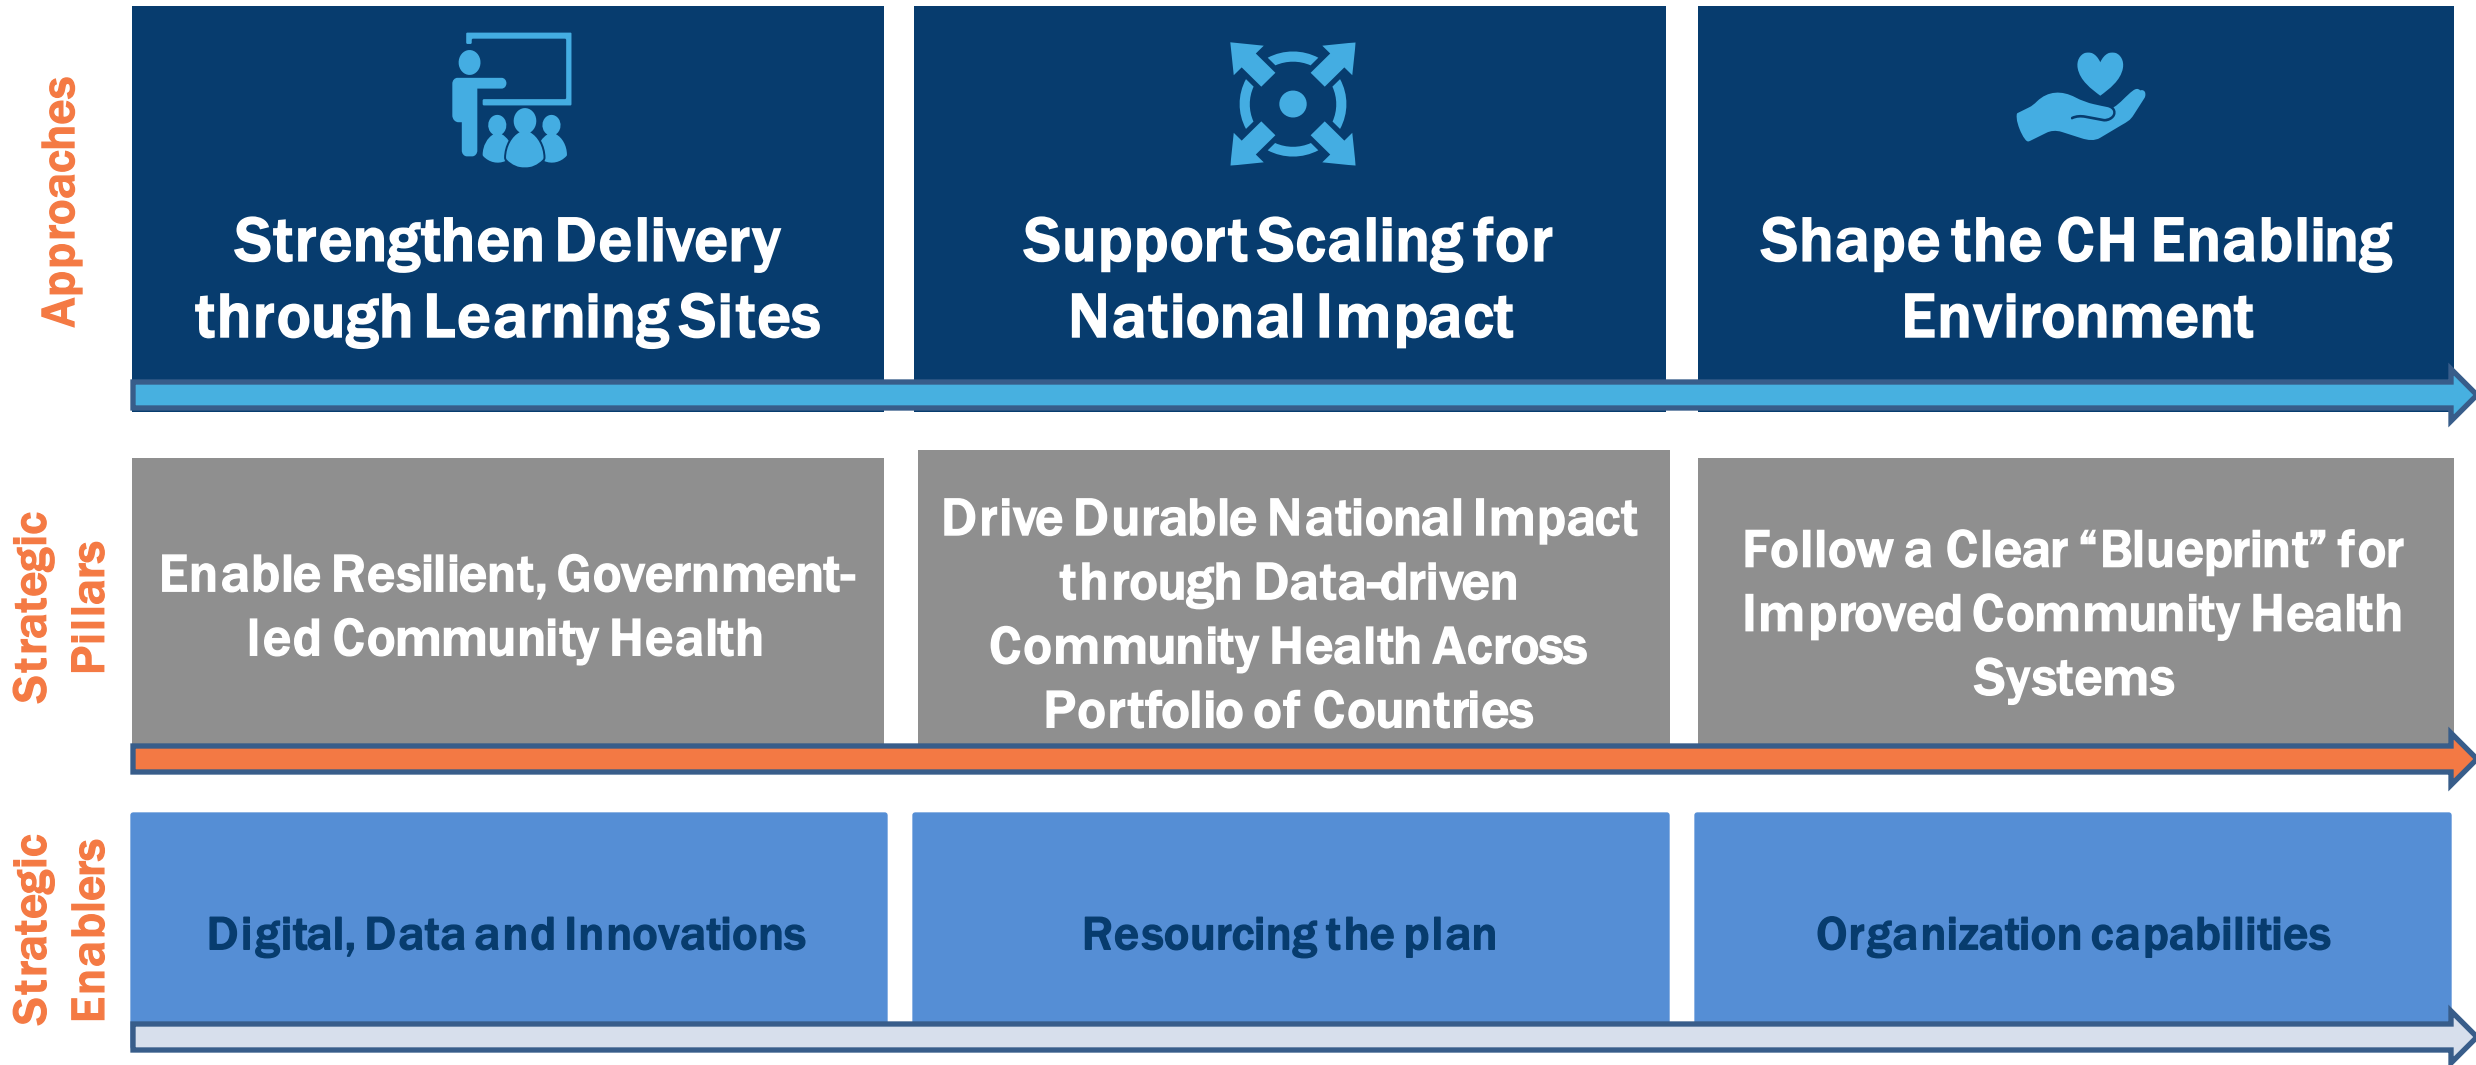 Approaches
Strengthen Delivery
through Learning Sites
Support Scaling for
National Impact
Shape the CH Enabling
Environment
Strategic
Pillars
Enable Resilient, Government-
led Community Health
Drive Durable National Impact
through Data-driven
Community Health Across
Portfolio of Countries
Follow a Clear “Blueprint” for
Improved Community Health
Systems
Strategic
Enablers
Digital, Data and Innovations
Resourcing the plan
Organization capabilities